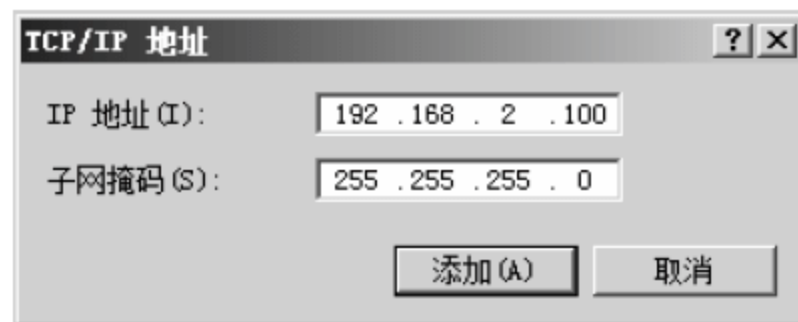 TCP/IP 地址
IP 地址(I): 192 .168 . 2 .100
子网掩码(S): 255 .255 .255 . 0
添加(A) 取消